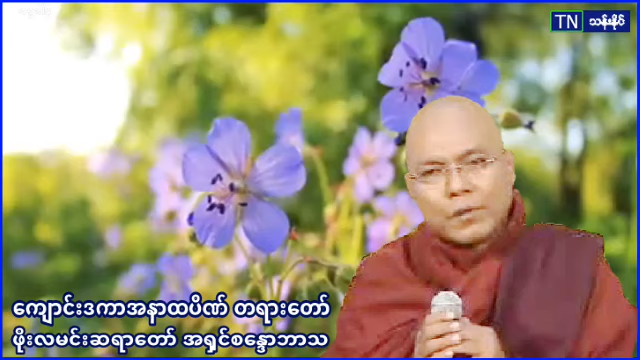 TN သန်းနိုင်
ကျောင်းဒကာအနာထပိဏ် တရားတော်
ဖိုးလမင်းဆရာတော် အရှင်စန္ဒောဘာသ